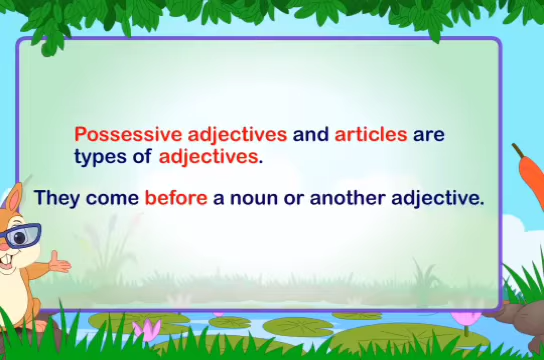 Possessive adjectives and articles are
types of adjectives.
They come before a noun or another adjective.